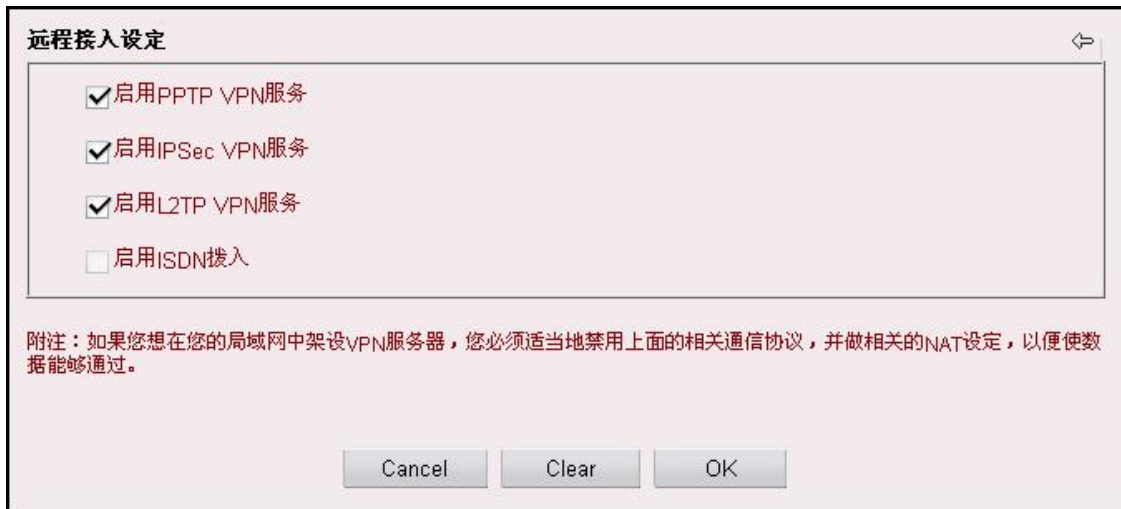 远程接入设定
启用PPTP VPN服务
启用IPSec VPN服务
启用L2TP VPN服务
启用ISDN拨入
附注：如果您想在您的局域网中架设VPN服务器，您必须适当地禁用上面的相关通信协议，并做相关的NAT设定，以便使数
据能够通过。
Cancel Clear OK